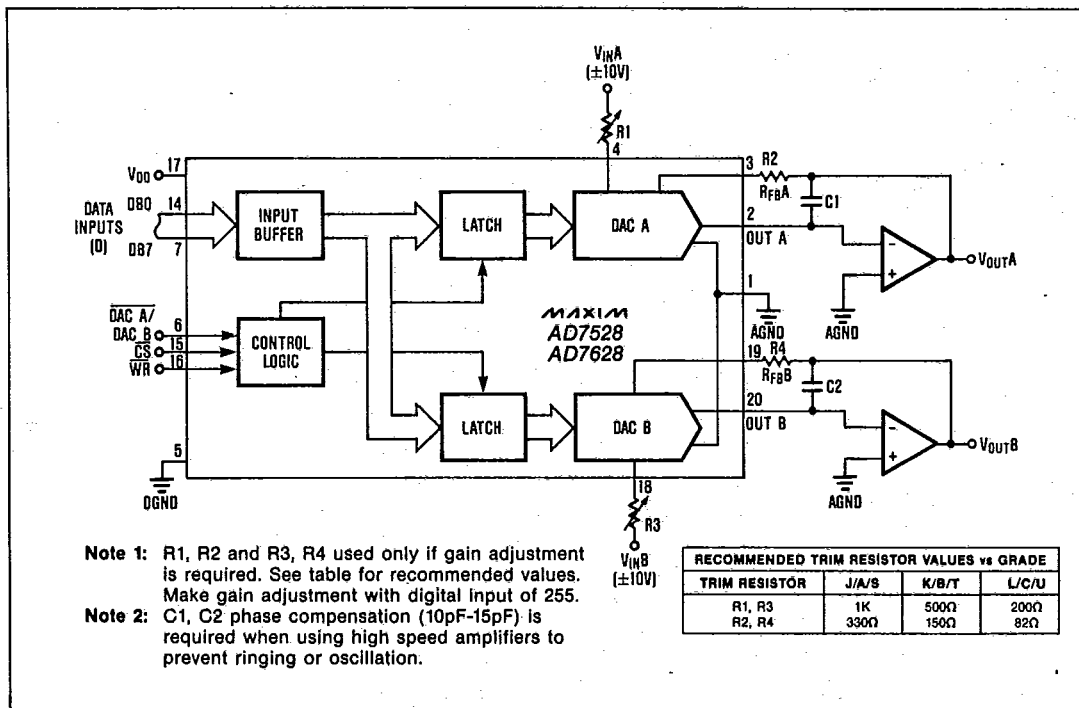 VINA
(±10V)
R1
4
VDD
17
3
R2
RFBA
C1
DATA
INPUTS
(D)
DB0
14
DB7
7
INPUT
BUFFER
LATCH
DAC A
2
OUT A
-
+
VOUTA
AGND
1
AGND
DAC A/
DAC B
6
CS
15
WR
16
CONTROL
LOGIC
MAXIM
AD7528
AD7628
19
R4
RFBB
C2
LATCH
DAC B
20
OUT B
-
+
VOUTB
AGND
5
DGND
18
R3
VINB
(±10V)
Note 1: R1, R2 and R3, R4 used only if gain adjustment
is required. See table for recommended values.
Make gain adjustment with digital input of 255.
Note 2: C1, C2 phase compensation (10pF-15pF) is
required when using high speed amplifiers to
prevent ringing or oscillation.
RECOMMENDED TRIM RESISTOR VALUES vs GRADE
TRIM RESISTOR J/A/S K/B/T L/C/U
R1, R3 1K 500Ω 200Ω
R2, R4 330Ω 150Ω 82Ω